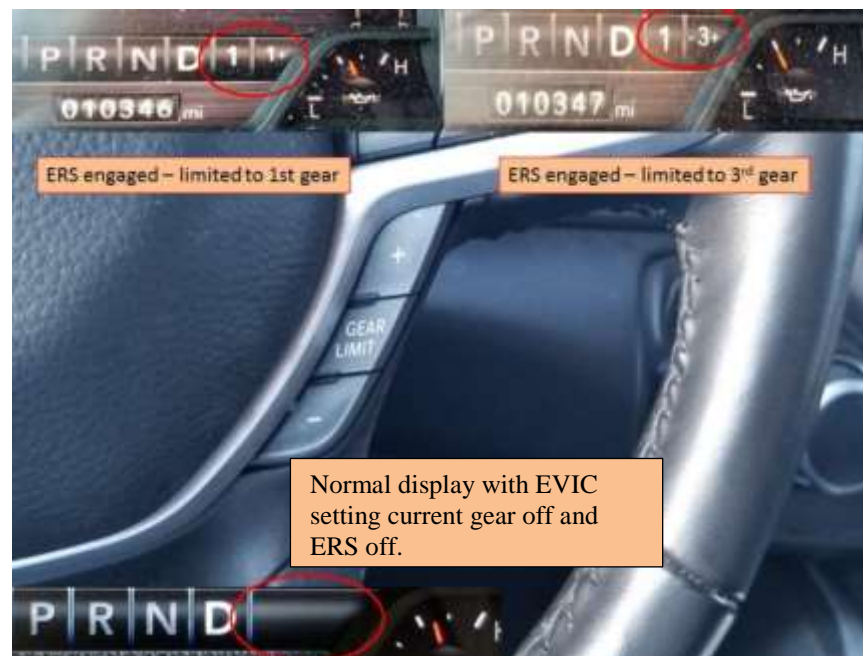 P R N D 1 1+
010346 mi
L H
P R N D 1 -3+
010347 mi
L H
ERS engaged – limited to 1st gear
ERS engaged – limited to 3rd gear
+
GEAR
LIMIT
-
Normal display with EVIC
setting current gear off and
ERS off.
P R N D